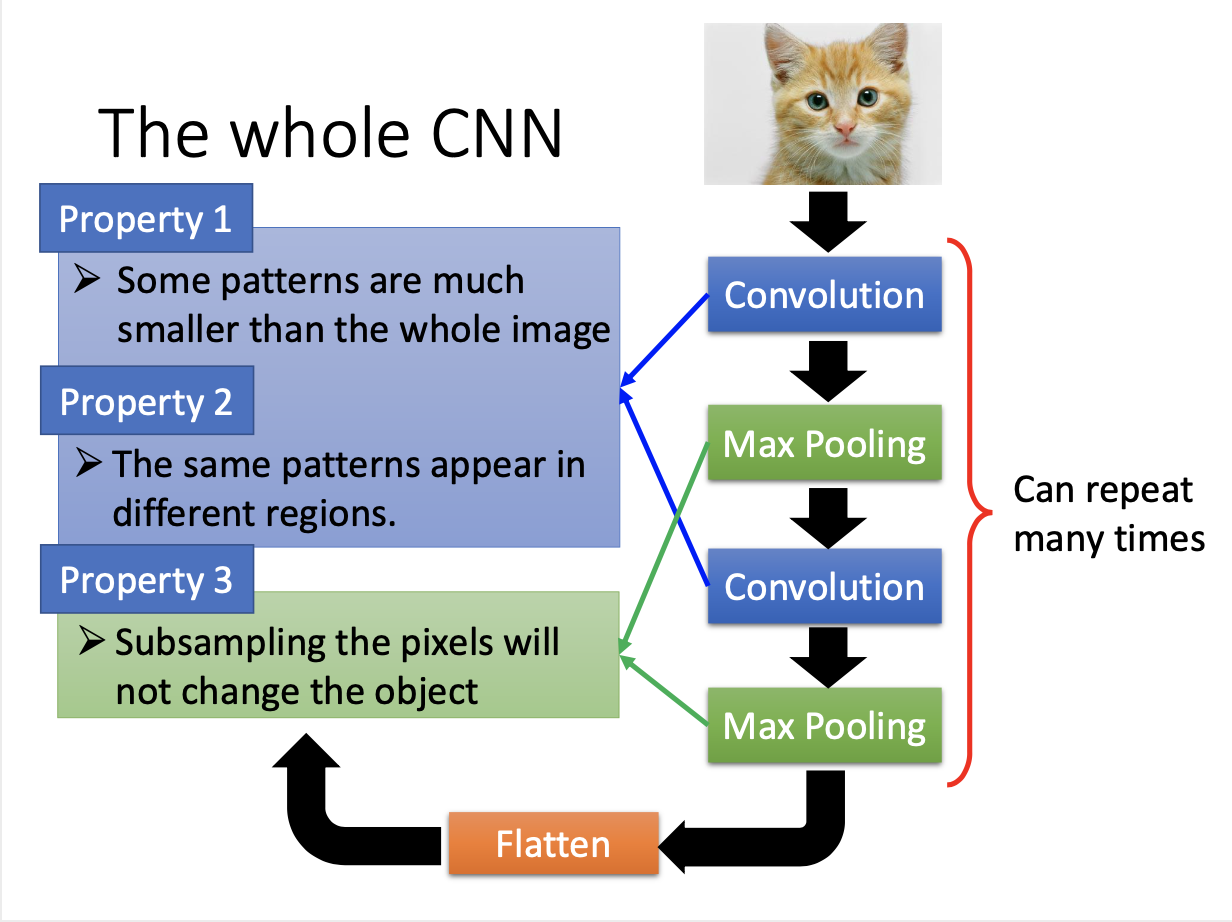 The whole CNN
Property 1
➢ Some patterns are much
smaller than the whole image
Property 2
➢ The same patterns appear in
different regions.
Property 3
➢ Subsampling the pixels will
not change the object
Convolution
Max Pooling
Convolution
Max Pooling
Can repeat
many times
Flatten